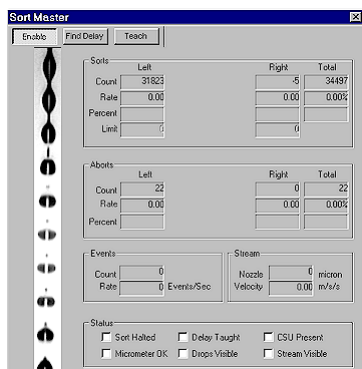 Sort Master
Enable Find Delay Teach
Sorts
Left Right Total
Count 31823 -5 34497
Rate 0.00 0.00 0.00%
Percent
Limit 0 0
Aborts
Left Right Total
Count 22 0 22
Rate 0.00 0.00 0.00%
Percent
Events Stream
Count 0 Nozzle 0 micron
Rate 0 Events/Sec Velocity 0.00 m/s/s
Status
Sort Halted Delay Taught CSU Present
Micrometer OK Drops Visible Stream Visible